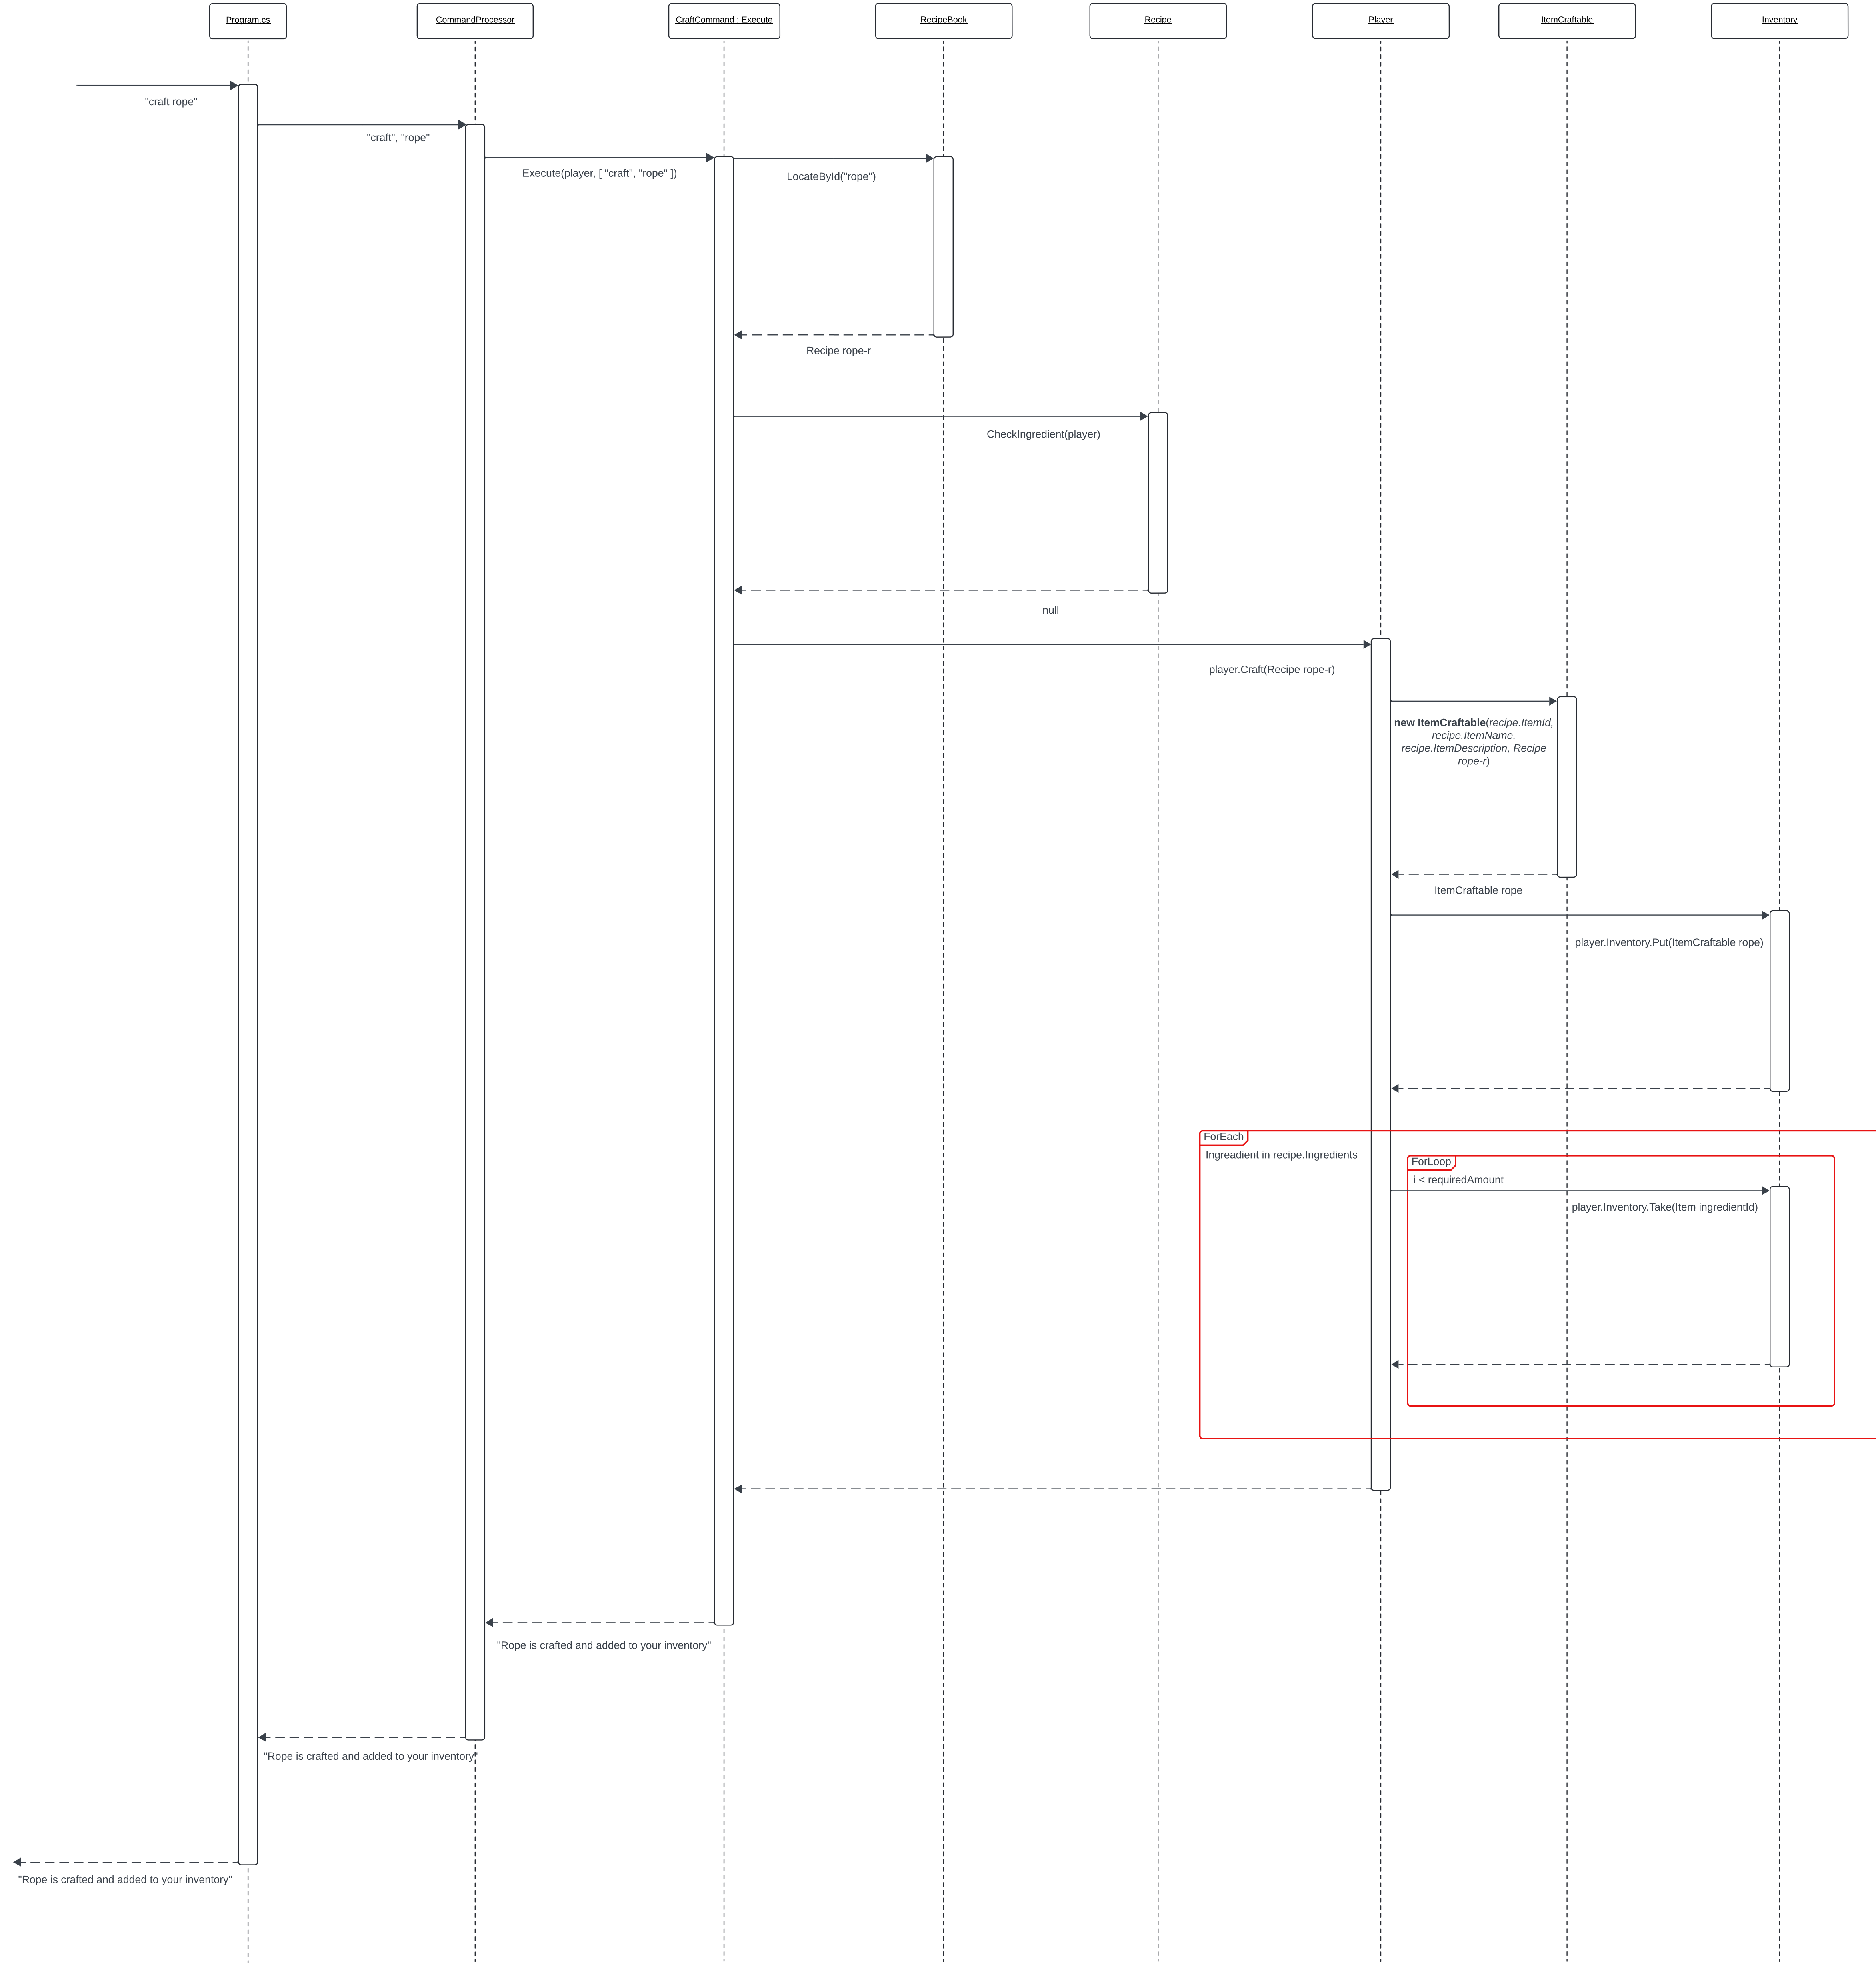 Program.cs
CommandProcessor
CraftCommand : Execute
RecipeBook
Recipe
Player
ItemCraftable
Inventory
"craft rope"
"craft", "rope"
Execute(player, [ "craft", "rope" ])
LocateById("rope")
Recipe rope-r
CheckIngredient(player)
null
player.Craft(Recipe rope-r)
new ItemCraftable(recipe.ItemId,
recipe.ItemName,
recipe.ItemDescription, Recipe
rope-r)
ItemCraftable rope
player.Inventory.Put(ItemCraftable rope)
ForEach
Ingreadient in recipe.Ingredients
ForLoop
i < requiredAmount
player.Inventory.Take(Item ingredientId)
"Rope is crafted and added to your inventory"
"Rope is crafted and added to your inventory"
"Rope is crafted and added to your inventory"